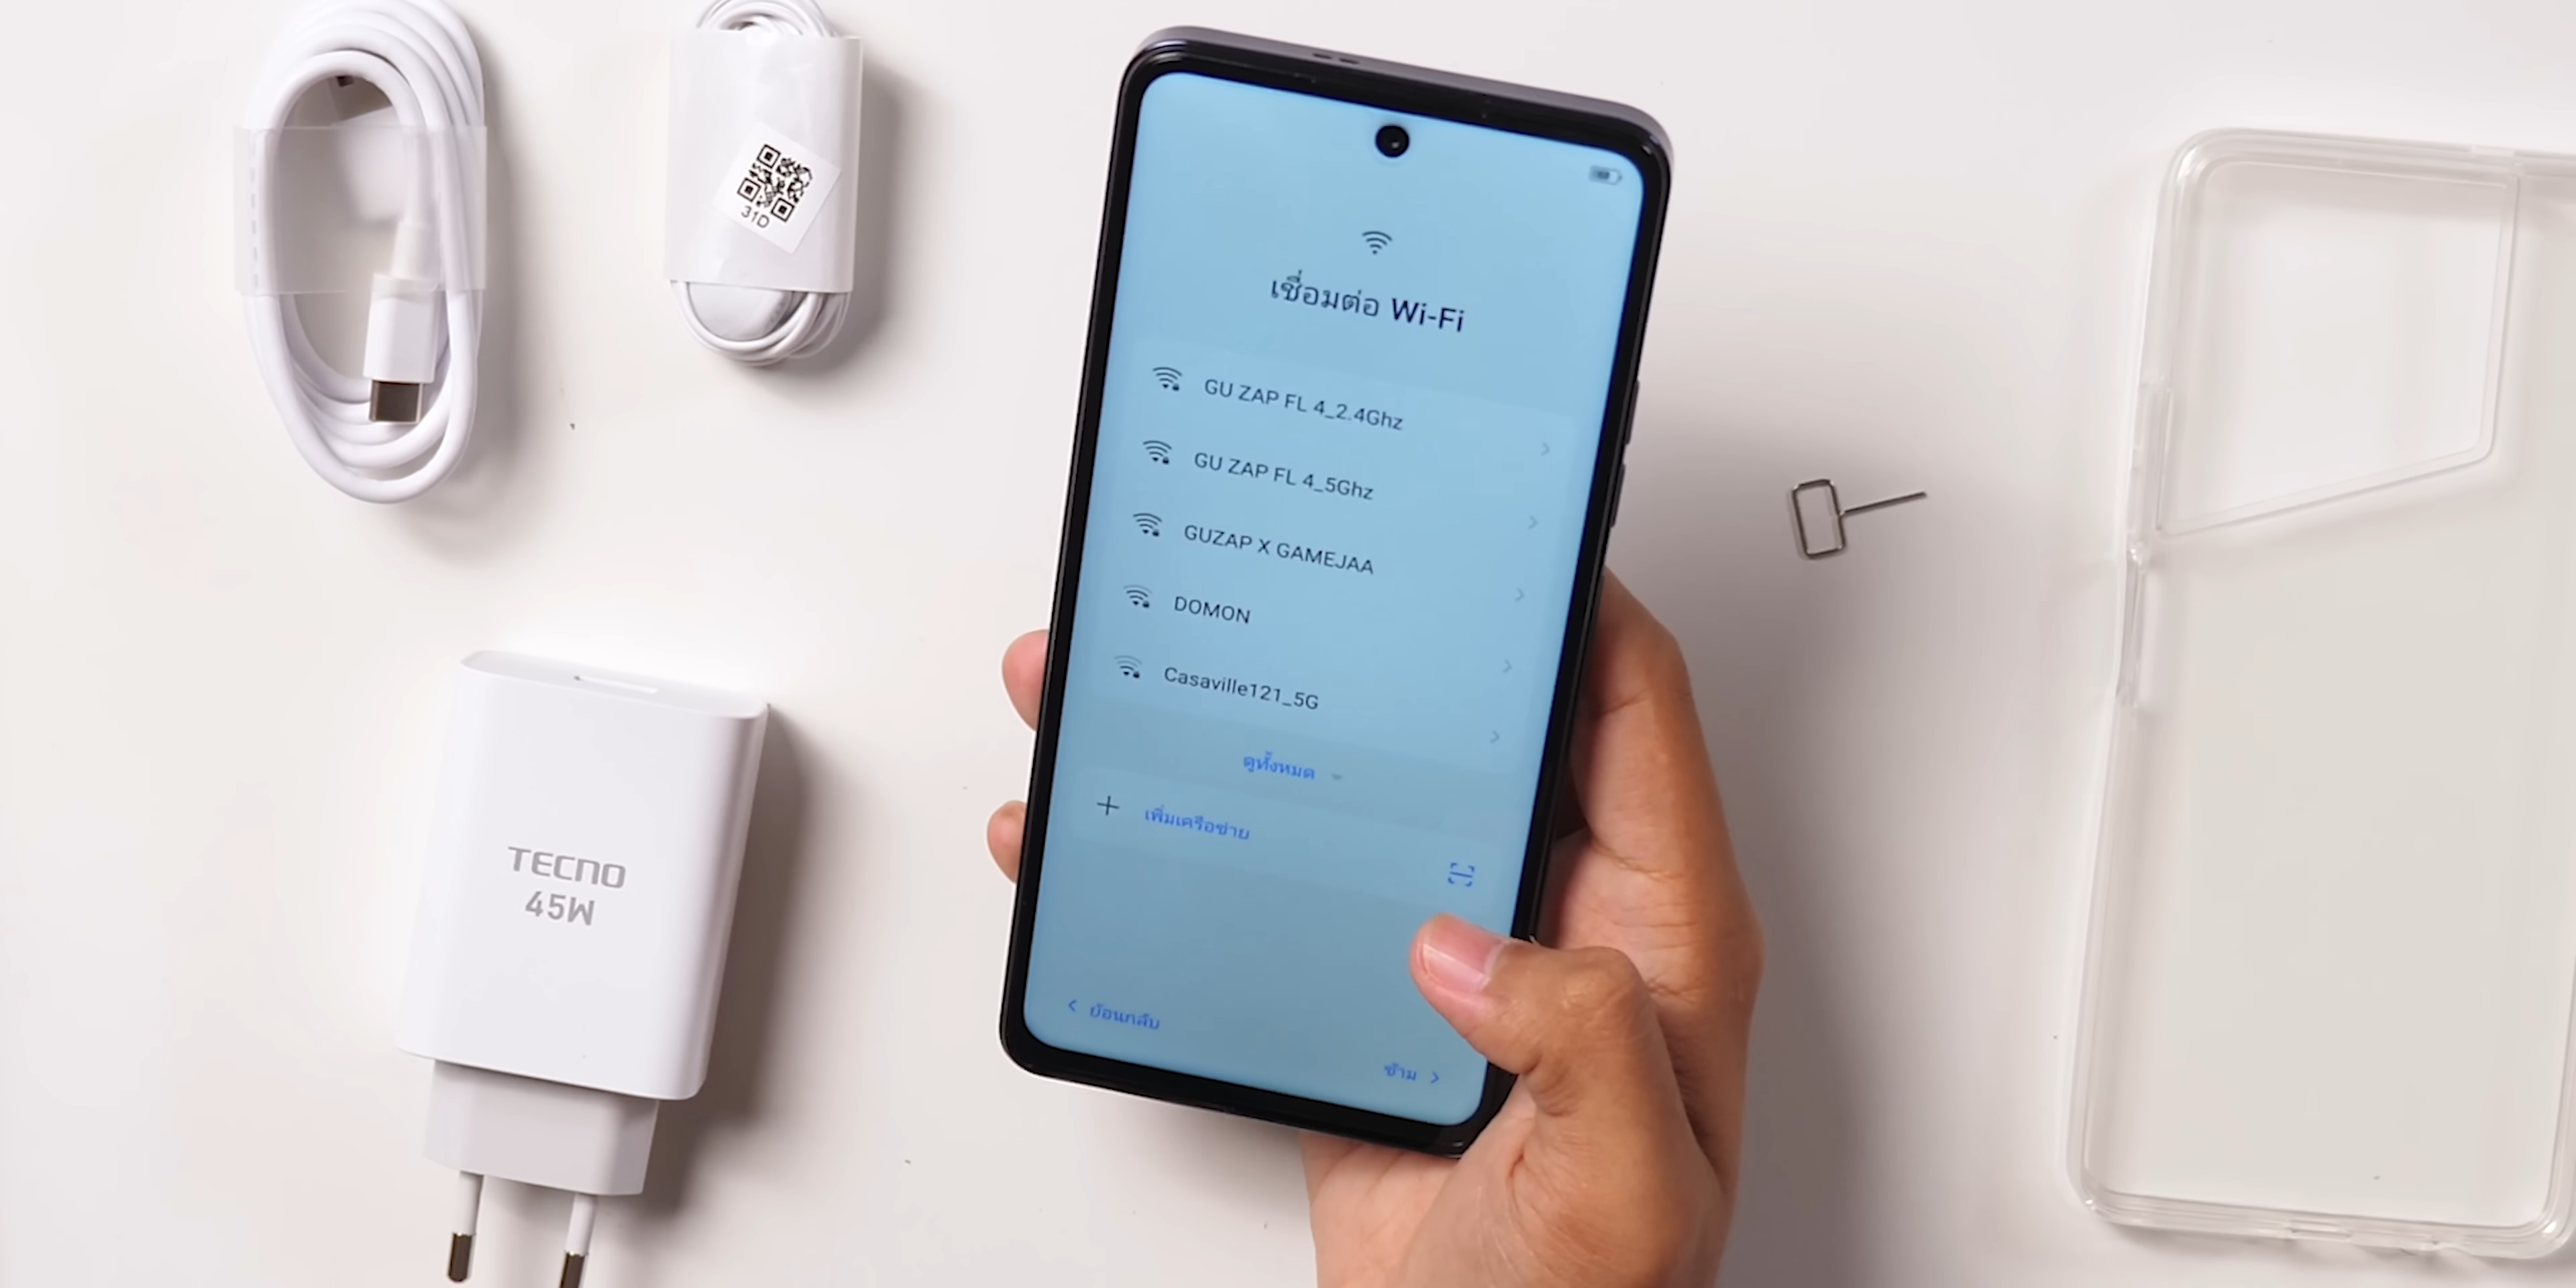 31D
เชื่อมต่อ Wi-Fi
GU ZAP FL 4_2.4Ghz
GU ZAP FL 4_5Ghz
GUZAP X GAMEJAA
DOMON
Casaville121_5G
ดูทั้งหมด
เพิ่มเครือข่าย
ย้อนกลับ
ข้าม
TECNO
45W